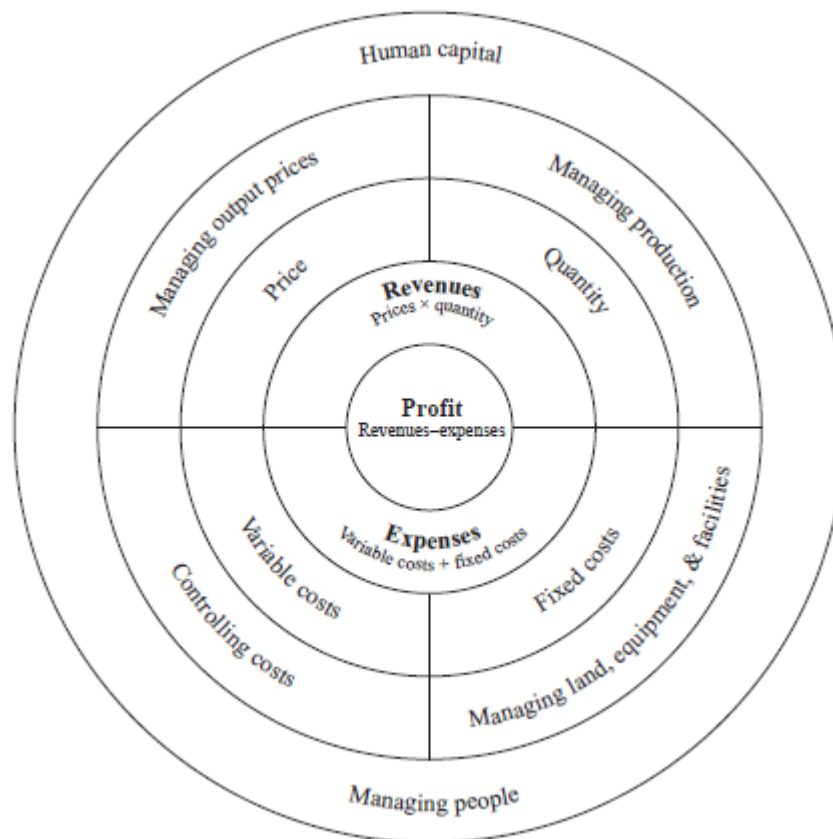 Human capital
Managing output prices
Managing production
Price
Quantity
Revenues
Prices × quantity
Profit
Revenues–expenses
Expenses
Variable costs + fixed costs
Variable costs
Fixed costs
Controlling costs
Managing land, equipment, & facilities
Managing people